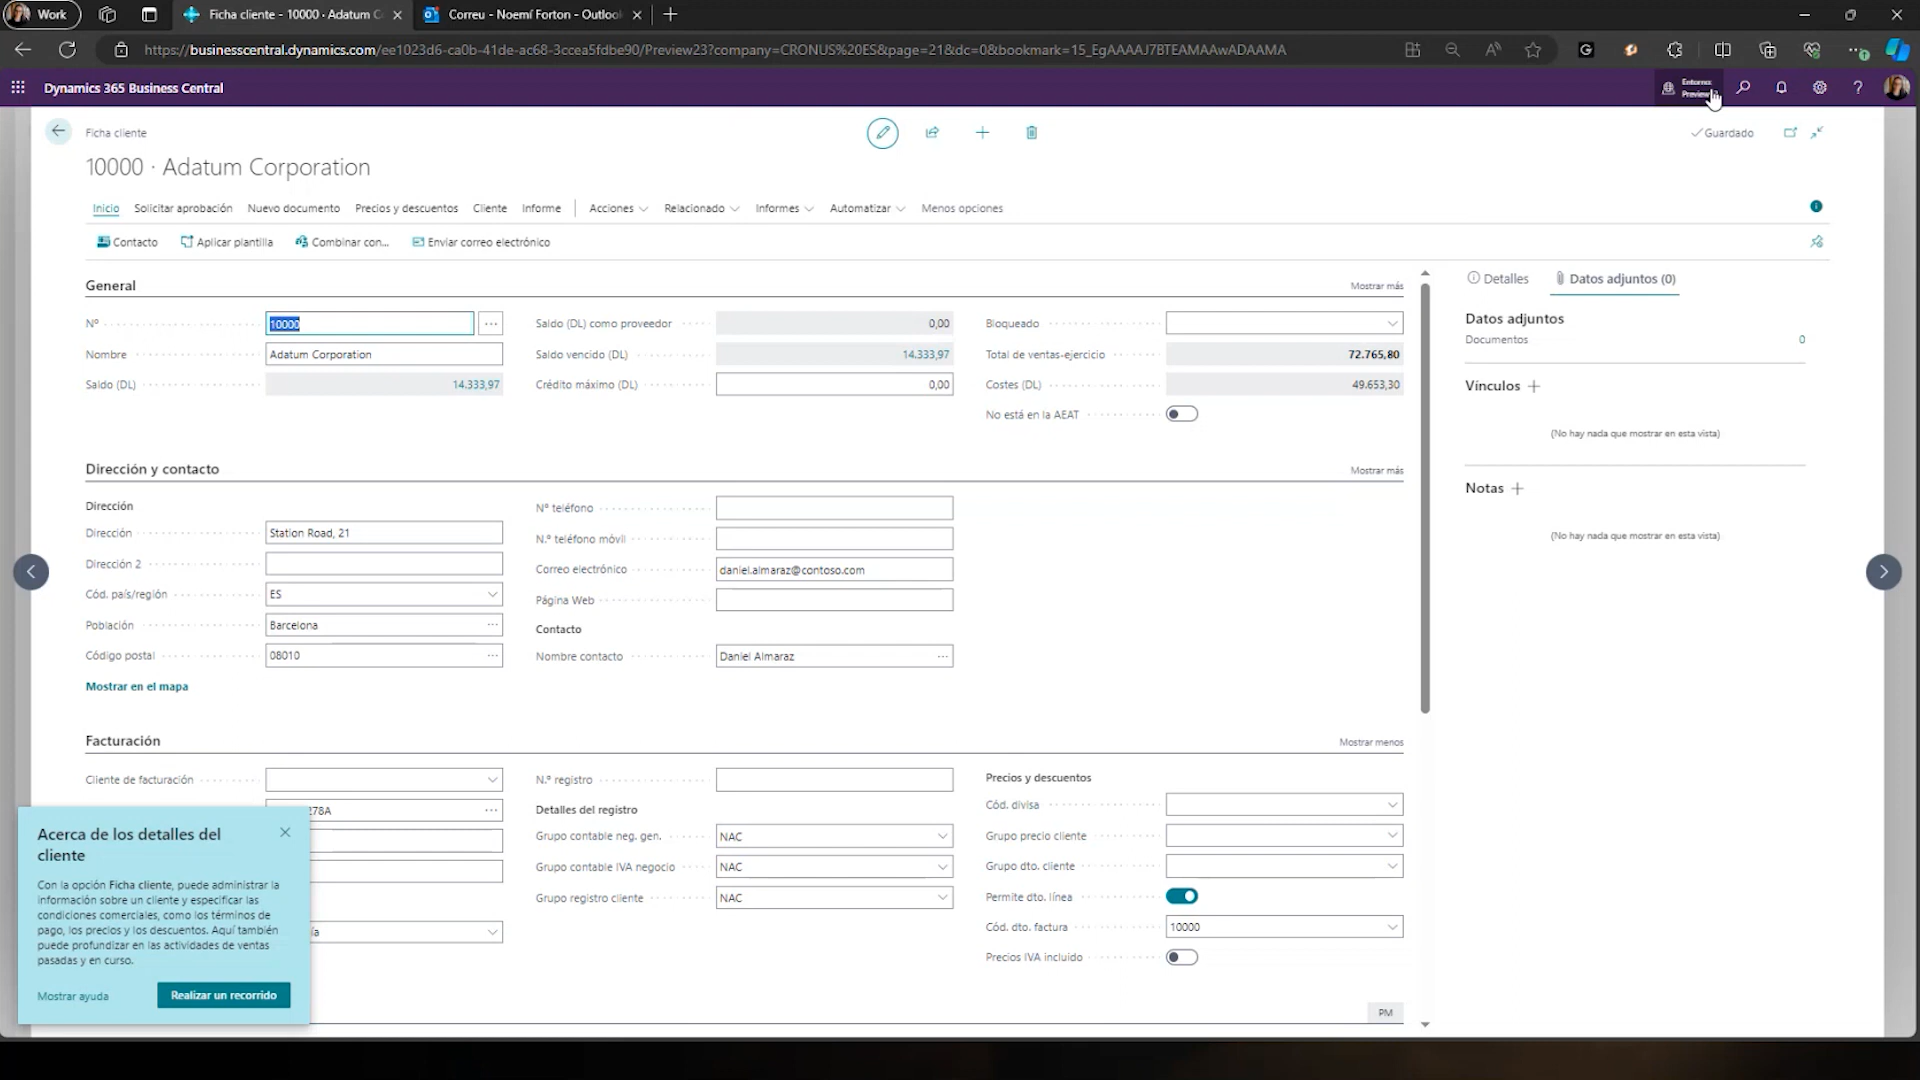 Work
Ficha cliente - 10000 · Adatum C
Correu - Noemí Forton - Outlook
https://businesscentral.dynamics.com/ee1023d6-ca0b-41de-ac68-3ccea5fdbe90/Preview23?company=CRONUS%20ES&page=21&dc=0&bookmark=15_EgAAAAJ7BTEAMAAwADAAMA
Dynamics 365 Business Central
Entorno:
Preview
Ficha cliente
Guardado
10000 · Adatum Corporation
Inicio Solicitar aprobación Nuevo documento Precios y descuentos Cliente Informe Acciones Relacionado Informes Automatizar Menos opciones
Contacto Aplicar plantilla Combinar con... Enviar correo electrónico
General Mostrar más
Nº 10000
Nombre Adatum Corporation
Saldo (DL) 14.333,97
Saldo (DL) como proveedor 0,00
Saldo vencido (DL) 14.333,97
Crédito máximo (DL) 0,00
Bloqueado
Total de ventas-ejercicio 72.765,80
Costes (DL) 49.653,30
No está en la AEAT
Dirección y contacto Mostrar más
Dirección
Dirección Station Road, 21
Dirección 2
Cód. país/región ES
Población Barcelona
Código postal 08010
Mostrar en el mapa
Nº teléfono
N.º teléfono móvil
Correo electrónico daniel.almaraz@contoso.com
Página Web
Contacto
Nombre contacto Daniel Almaraz
Facturación Mostrar menos
Cliente de facturación
278A
ía
N.º registro
Detalles del registro
Grupo contable neg. gen. NAC
Grupo contable IVA negocio NAC
Grupo registro cliente NAC
Precios y descuentos
Cód. divisa
Grupo precio cliente
Grupo dto. cliente
Permite dto. línea
Cód. dto. factura 10000
Precios IVA incluido
PM
Detalles Datos adjuntos (0)
Datos adjuntos
Documentos 0
Vínculos
(No hay nada que mostrar en esta vista)
Notas
(No hay nada que mostrar en esta vista)
Acerca de los detalles del
cliente
Con la opción Ficha cliente, puede administrar la
información sobre un cliente y especificar las
condiciones comerciales, como los términos de
pago, los precios y los descuentos. Aquí también
puede profundizar en las actividades de ventas
pasadas y en curso.
Mostrar ayuda Realizar un recorrido